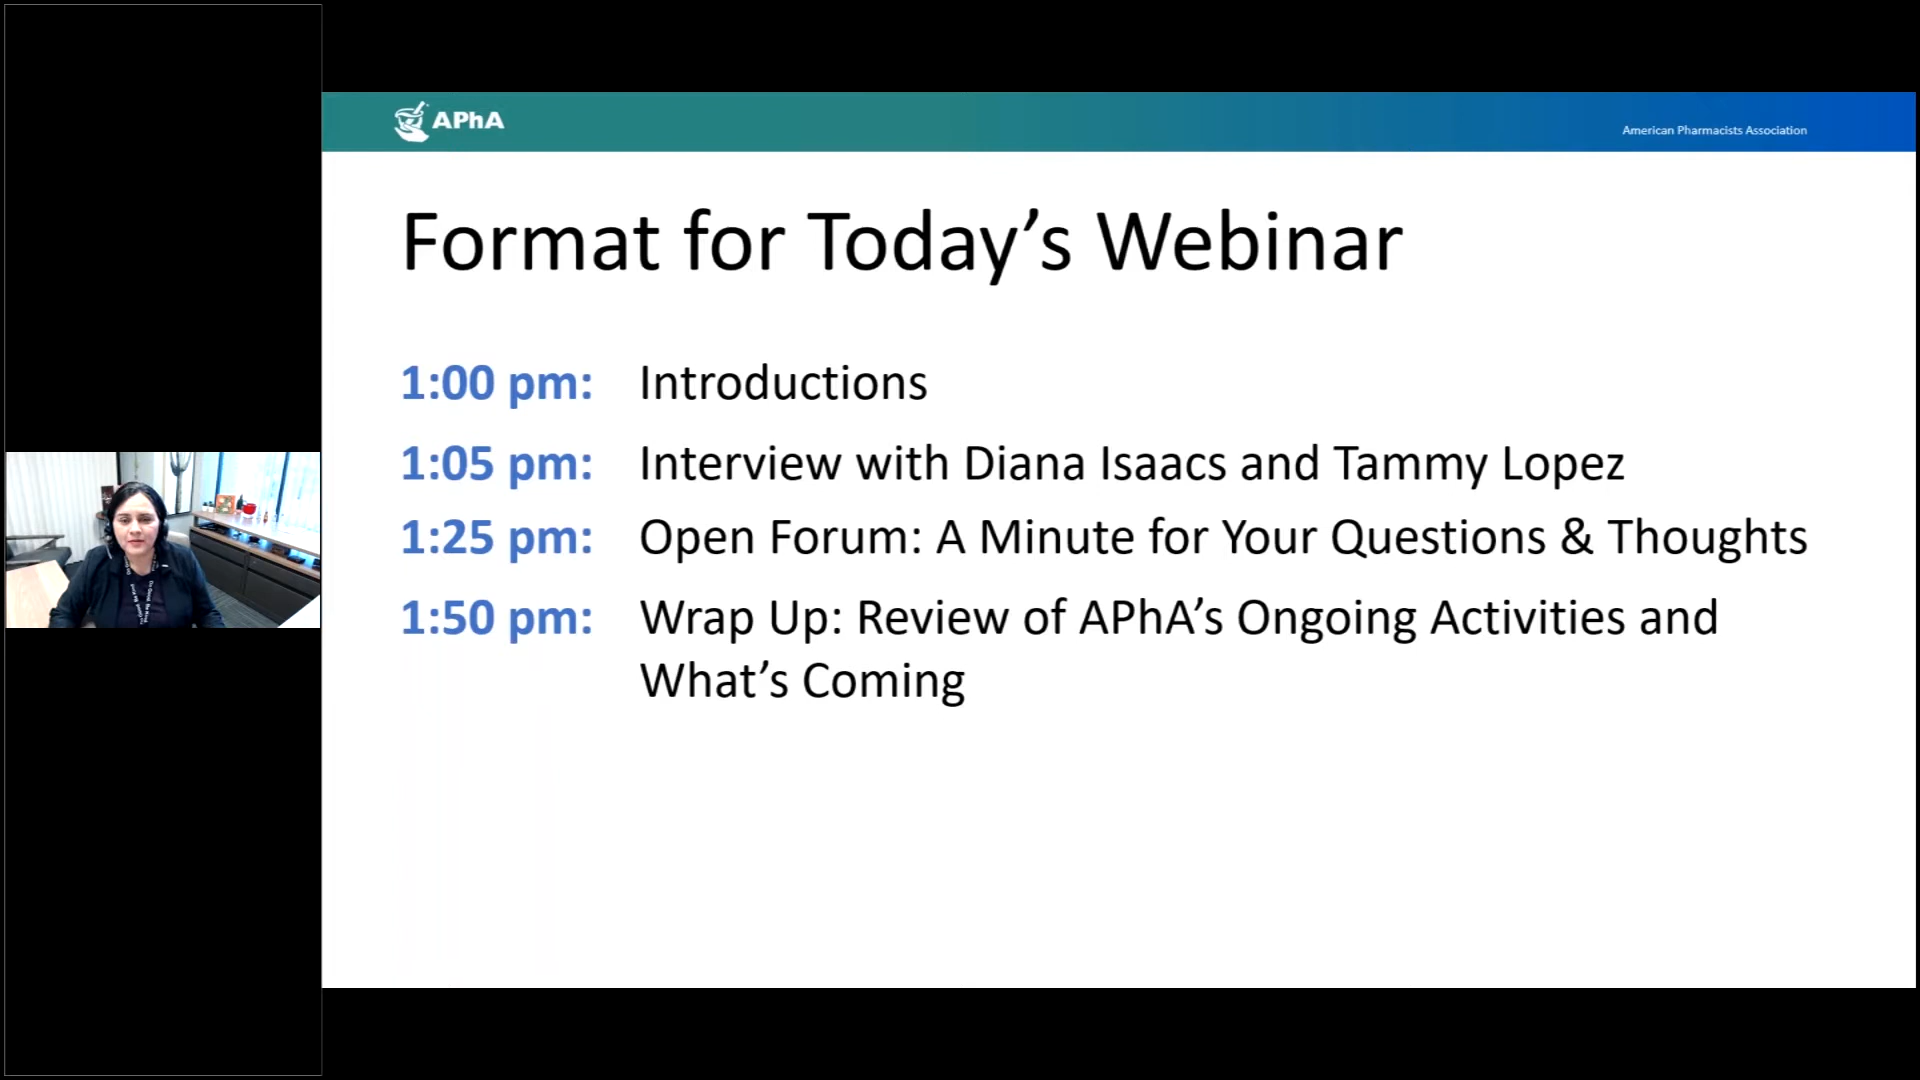 APhA
American Pharmacists Association
Format for Today’s Webinar
1:00 pm: Introductions
1:05 pm: Interview with Diana Isaacs and Tammy Lopez
1:25 pm: Open Forum: A Minute for Your Questions & Thoughts
1:50 pm: Wrap Up: Review of APhA’s Ongoing Activities and
What’s Coming